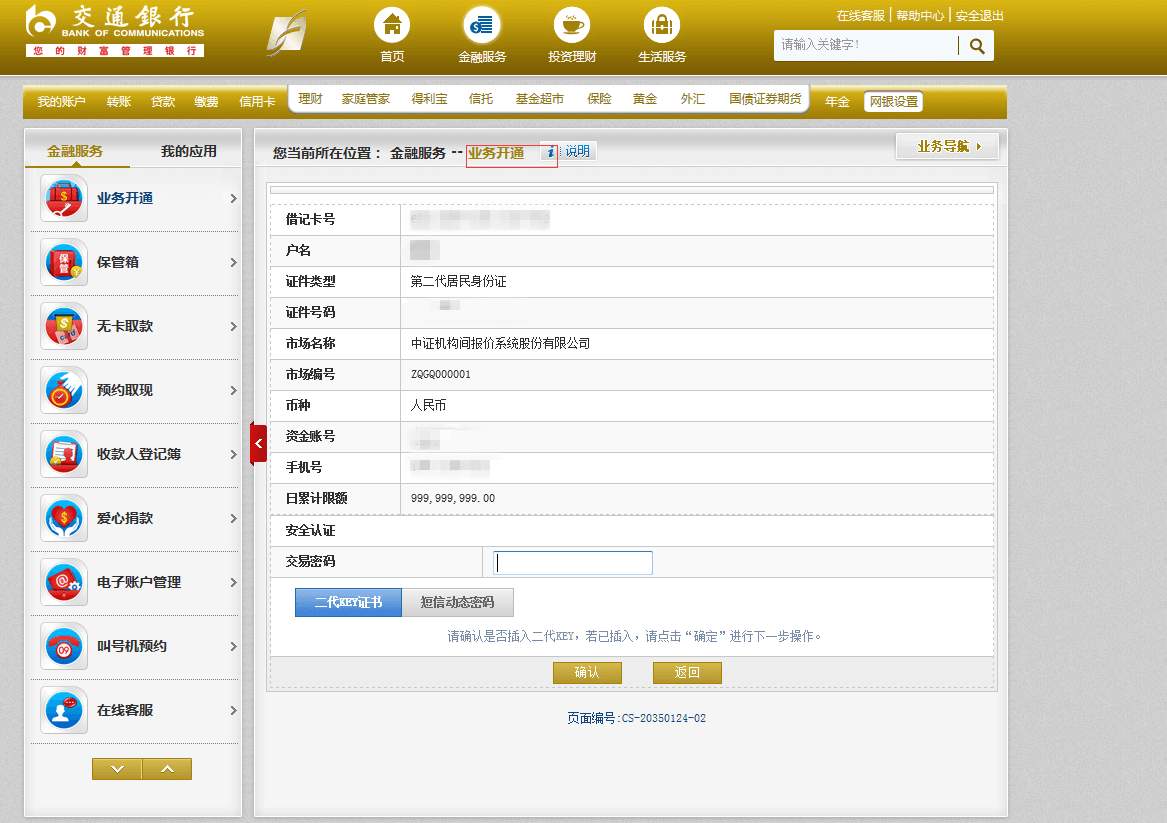 交通銀行
BANK OF COMMUNICATIONS
您的财富管理银行
首页
金融服务
投资理财
生活服务
在线客服 | 帮助中心 | 安全退出
请输入关键字!
我的账户 转账 贷款 缴费 信用卡 理财 家庭管家 得利宝 信托 基金超市 保险 黄金 外汇 国债证券期货 年金 网银设置
金融服务 我的应用
业务开通
保管箱
无卡取款
预约取现
收款人登记簿
爱心捐款
电子账户管理
叫号机预约
在线客服
您当前所在位置: 金融服务 -- 业务开通 i 说明
业务导航
借记卡号
户名
证件类型 第二代居民身份证
证件号码
市场名称 中证机构间报价系统股份有限公司
市场编号 ZQGQ000001
币种 人民币
资金账号
手机号
日累计限额 999,999,999.00
安全认证
交易密码
二代KEY证书 短信动态密码
请确认是否插入二代KEY，若已插入，请点击“确定”进行下一步操作。
确认 返回
页面编号:CS-20350124-02